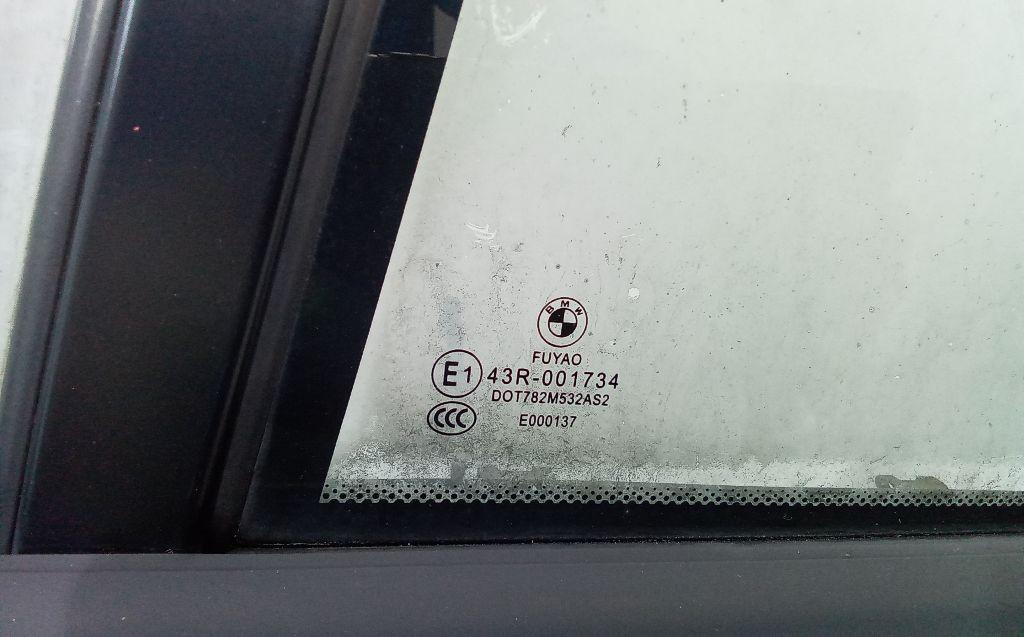 BMW
FUYAO
E1 43R-001734
DOT782M532AS2
CCC E000137